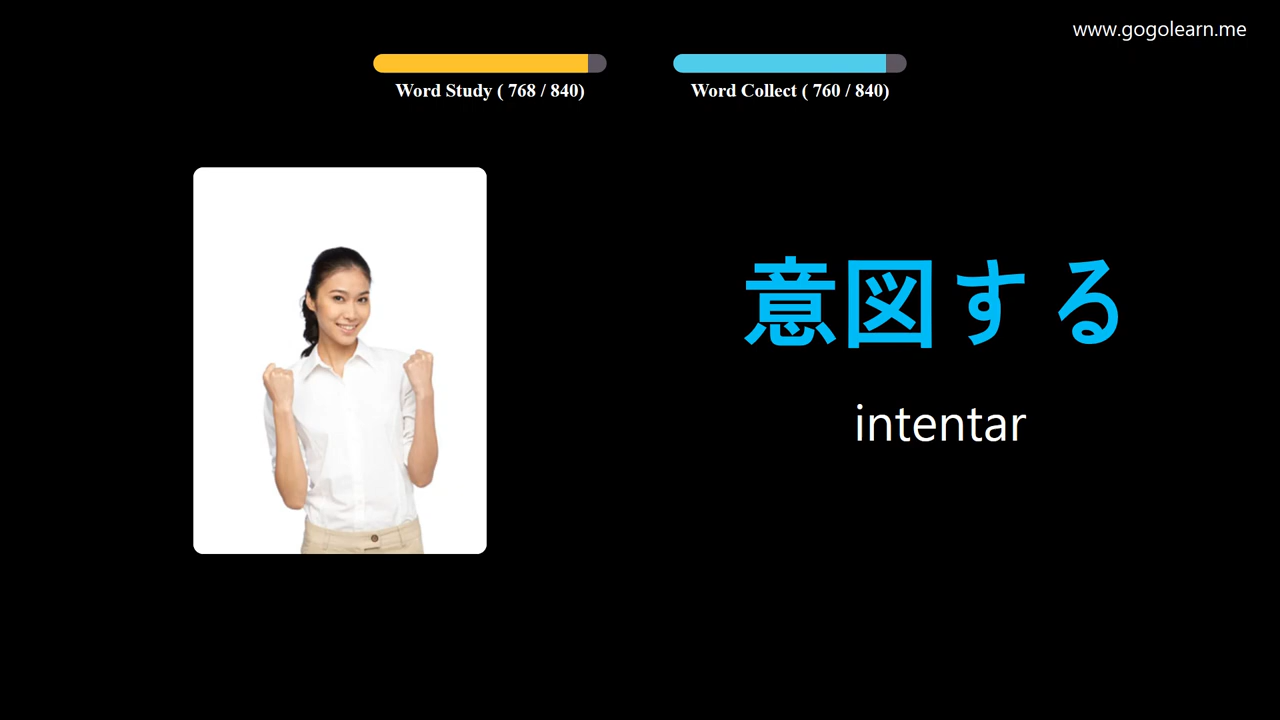 www.gogolearn.me
Word Study ( 768 / 840)
Word Collect ( 760 / 840)
意図する
intentar